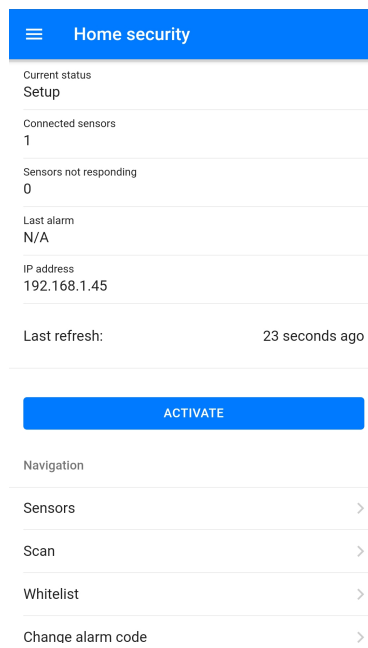 Home security
Current status
Setup
Connected sensors
1
Sensors not responding
0
Last alarm
N/A
IP address
192.168.1.45
Last refresh: 23 seconds ago
ACTIVATE
Navigation
Sensors
Scan
Whitelist
Change alarm code